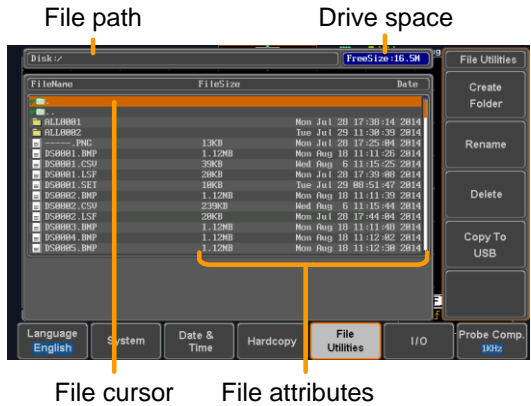 File path
Drive space
Disk:/
FreeSize:16.5M
File Utilities
FileName FileSize Date
.
..
ALL0001 Mon Jul 28 17:38:14 2014
ALL0002 Tue Jul 29 11:30:39 2014
-----.PNG 13KB Mon Jul 28 17:25:04 2014
DS0001.BMP 1.12MB Mon Aug 18 11:11:26 2014
DS0001.CSV 39KB Wed Aug 6 11:15:25 2014
DS0001.LSF 20KB Mon Jul 28 17:39:08 2014
DS0001.SET 10KB Tue Jul 29 08:51:47 2014
DS0002.BMP 1.12MB Mon Aug 18 11:11:39 2014
DS0002.CSV 239KB Wed Aug 6 11:15:44 2014
DS0002.LSF 20KB Mon Jul 28 17:44:04 2014
DS0003.BMP 1.12MB Mon Aug 18 11:11:48 2014
DS0004.BMP 1.12MB Mon Aug 18 11:12:02 2014
DS0005.BMP 1.12MB Mon Aug 18 11:12:30 2014
Create
Folder
Rename
Delete
Copy To
USB
Language
English
System
Date &
Time
Hardcopy
File
Utilities
I/O
Probe Comp.
1KHz
File cursor
File attributes